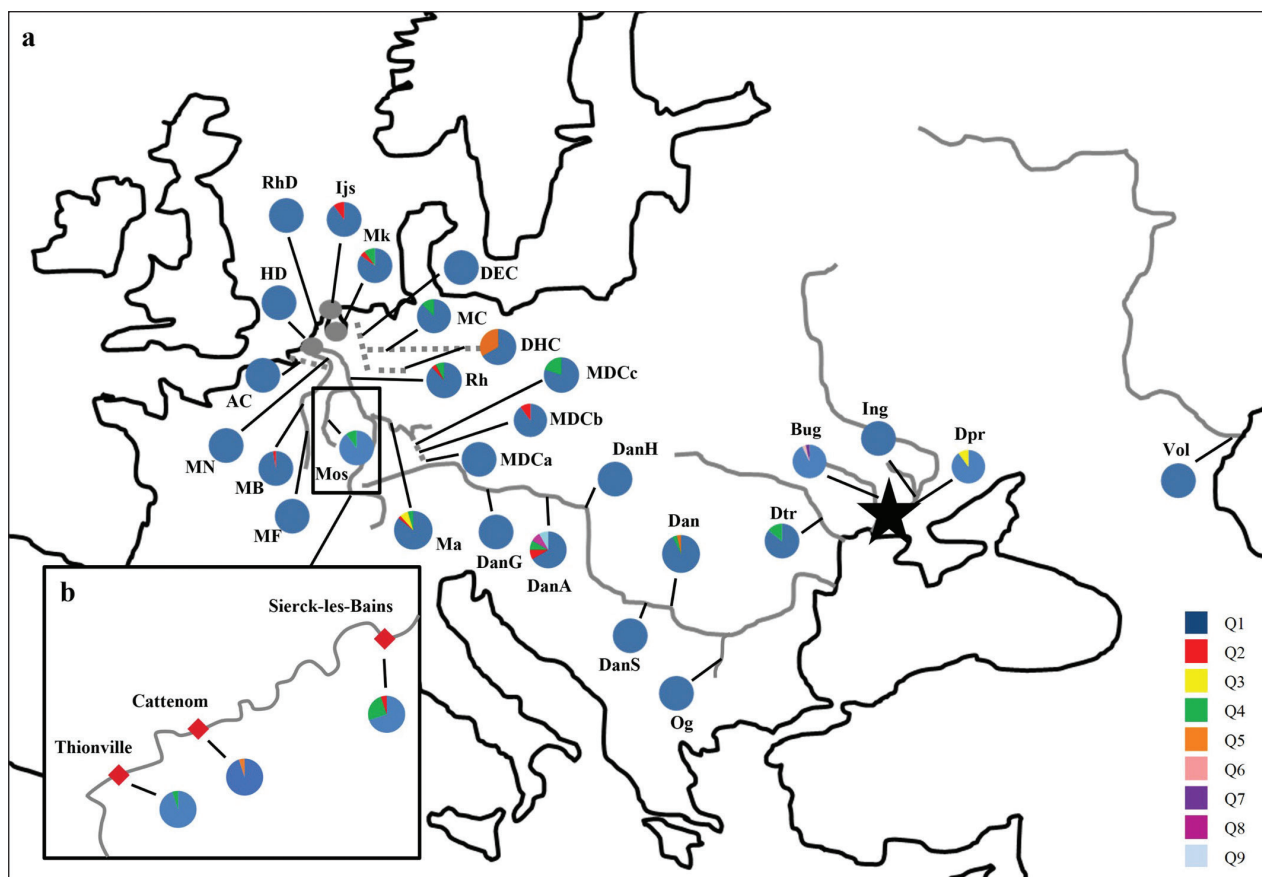 a
RhD
Ijs
Mk
HD
DEC
MC
DHC
MDCc
AC
Rh
MDCb
Ing
Bug
Dpr
MN
MB
Mos
MDCa
DanH
Vol
MF
Ma
DanG
DanA
Dan
Dtr
DanS
Og
b
Sierck-les-Bains
Cattenom
Thionville
Q1
Q2
Q3
Q4
Q5
Q6
Q7
Q8
Q9